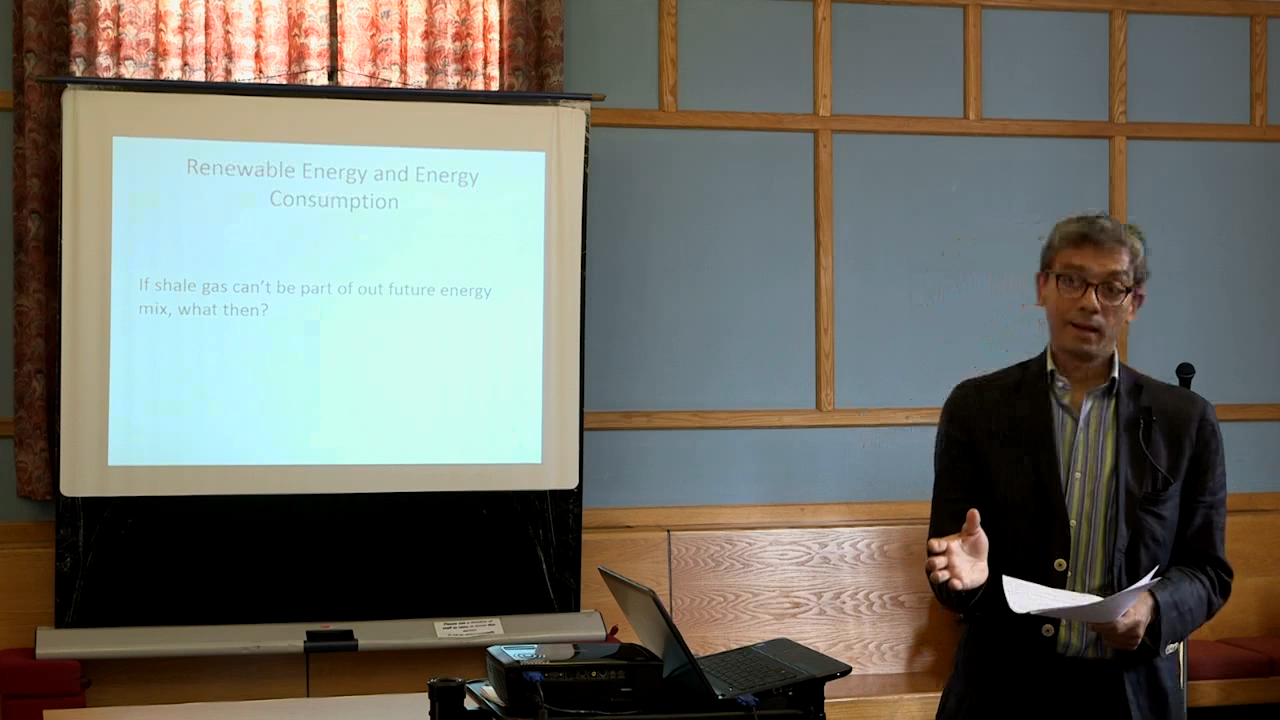 Renewable Energy and Energy
Consumption
If shale gas can't be part of out future energy
mix, what then?